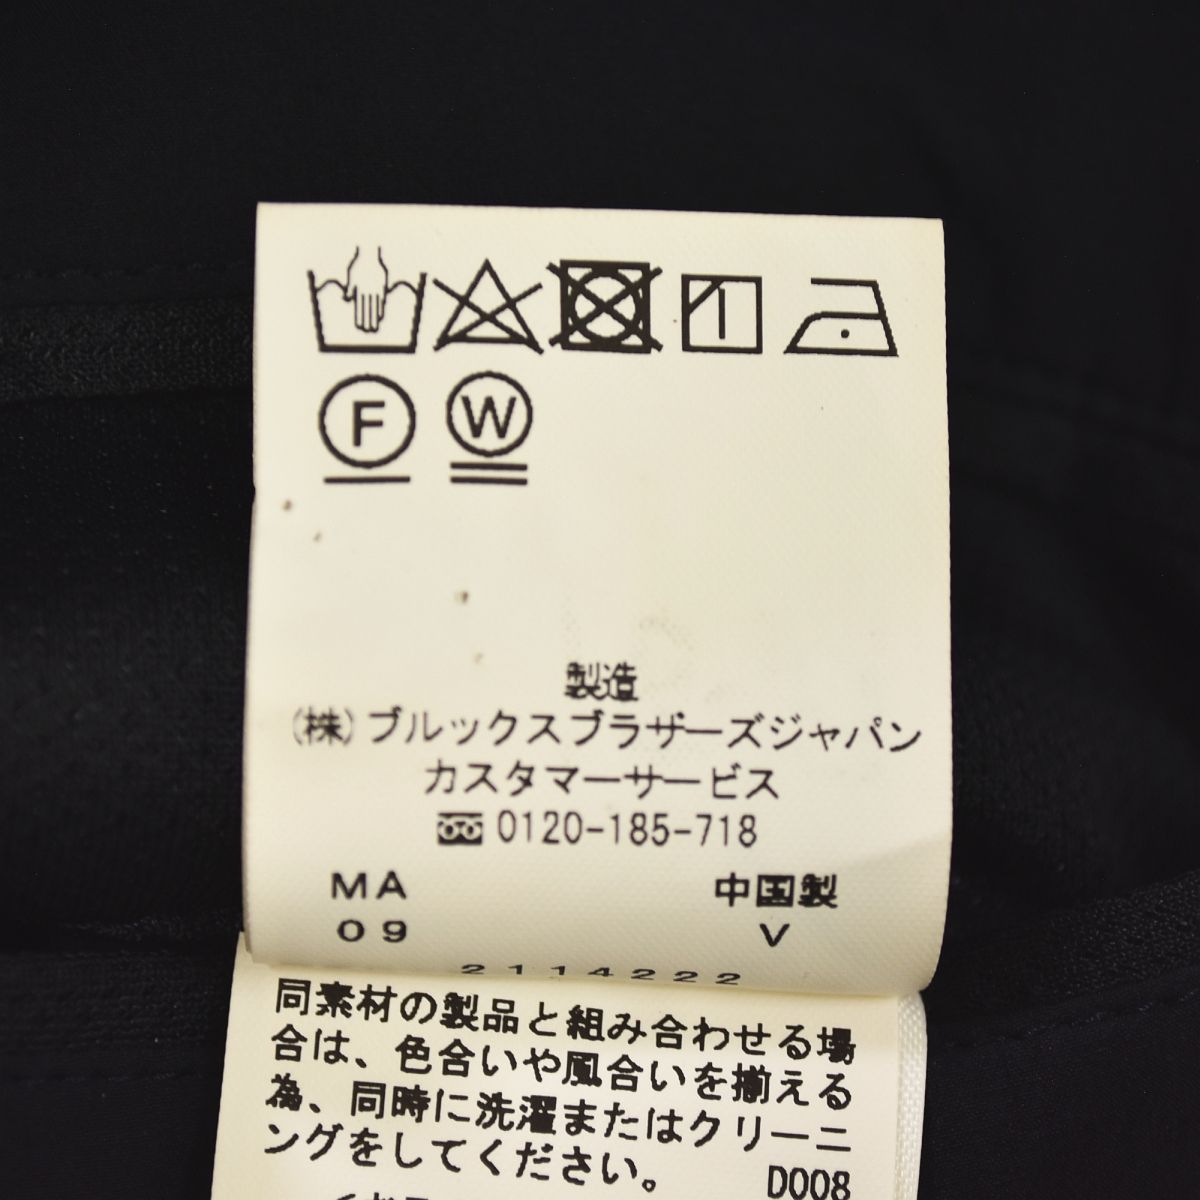 F W
製造
(株)ブルックスブラザーズジャパン
カスタマーサービス
0120-185-718
MA 中国製
09 V
2114222
同素材の製品と組み合わせる場
合は、色合いや風合いを揃える
為、同時に洗濯またはクリーニ
ングをしてください。 D008